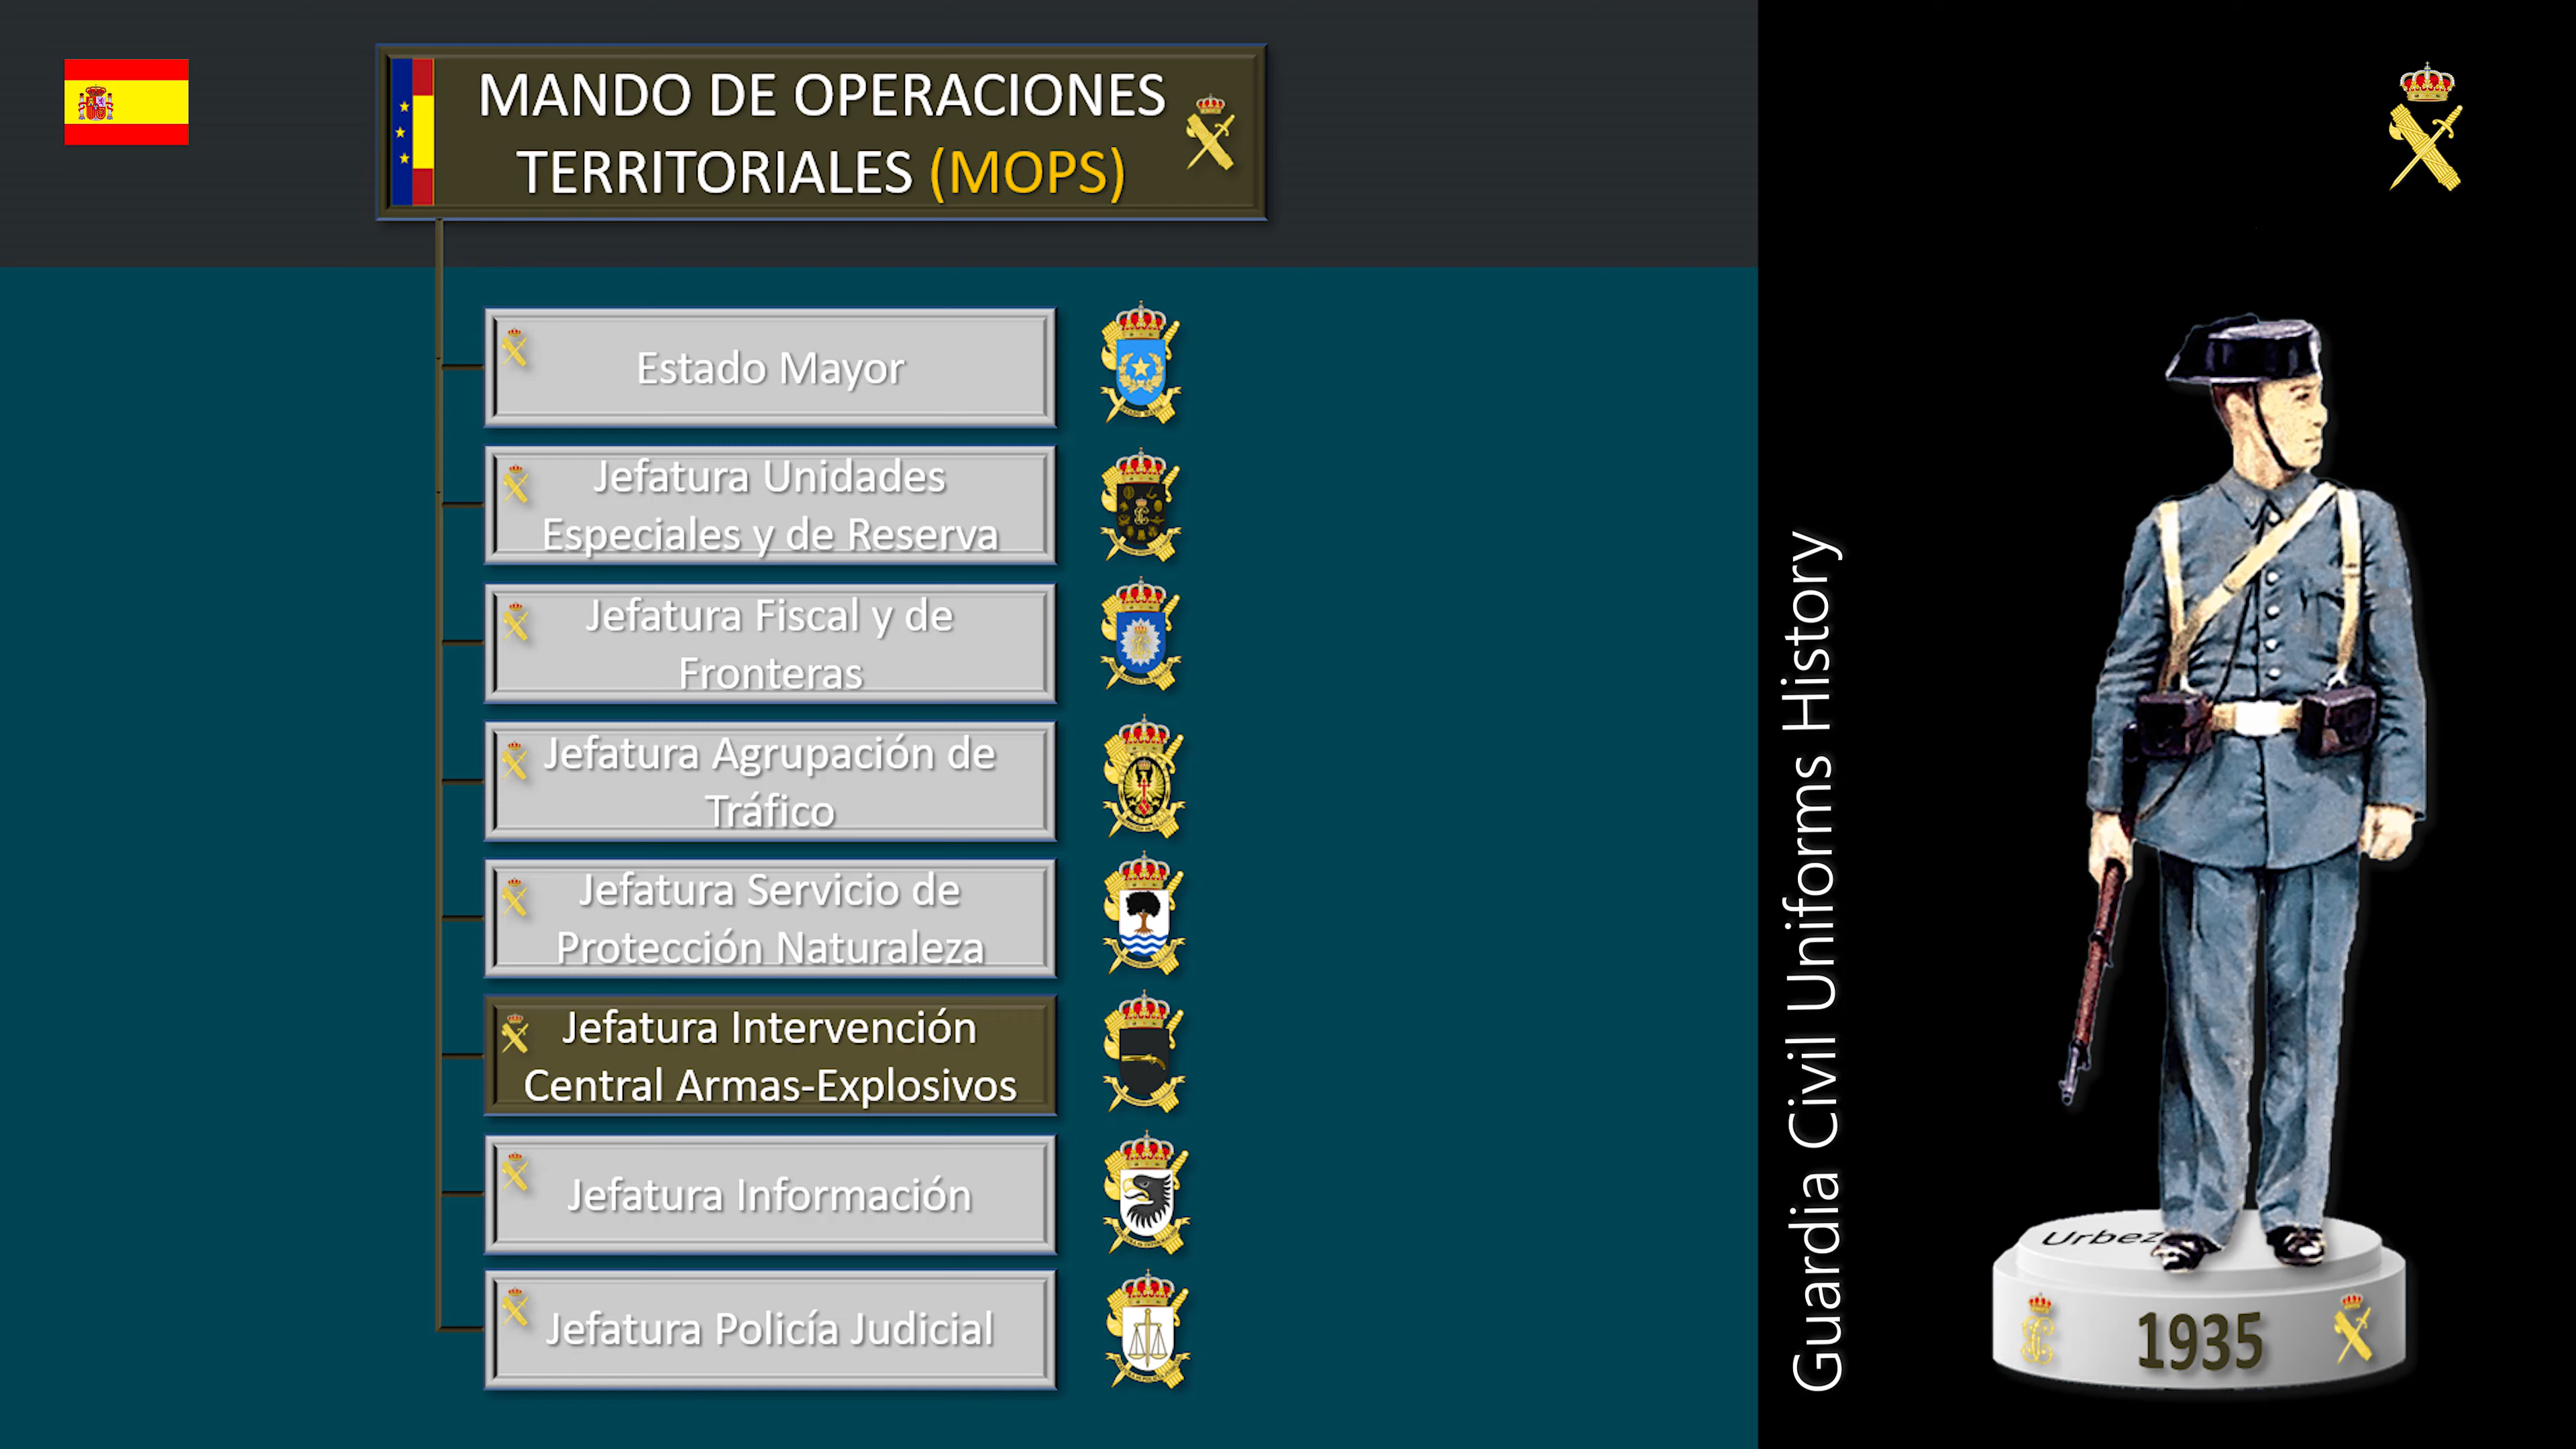 MANDO DE OPERACIONES
TERRITORIALES (MOPS)
Estado Mayor
Jefatura Unidades
Especiales y de Reserva
Jefatura Fiscal y de
Fronteras
Jefatura Agrupación de
Tráfico
Jefatura Servicio de
Protección Naturaleza
Jefatura Intervención
Central Armas-Explosivos
Jefatura Información
Jefatura Policía Judicial
Guardia Civil Uniforms History
Urbez
1935